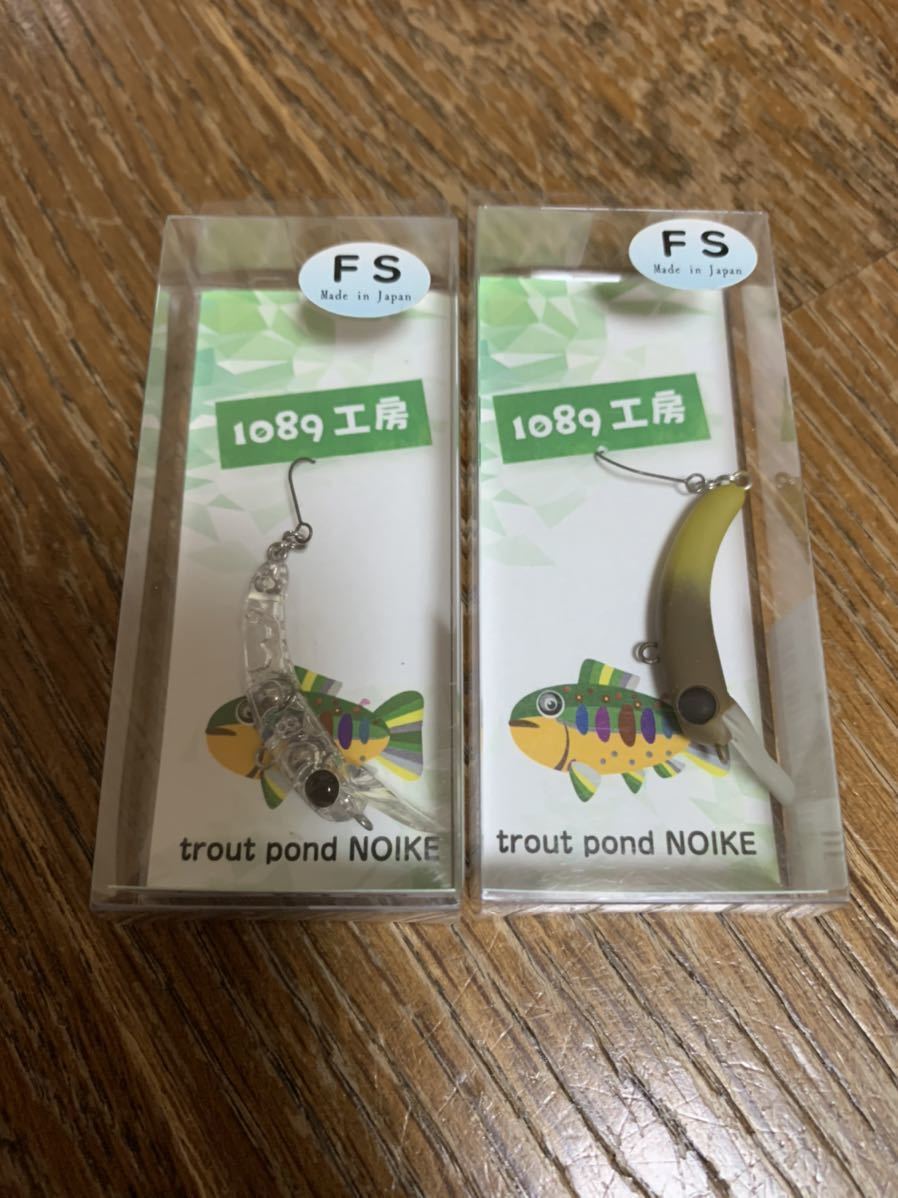 FS
Made in Japan
1089工房
trout pond NOIKE
FS
Made in Japan
1089工房
trout pond NOIKE